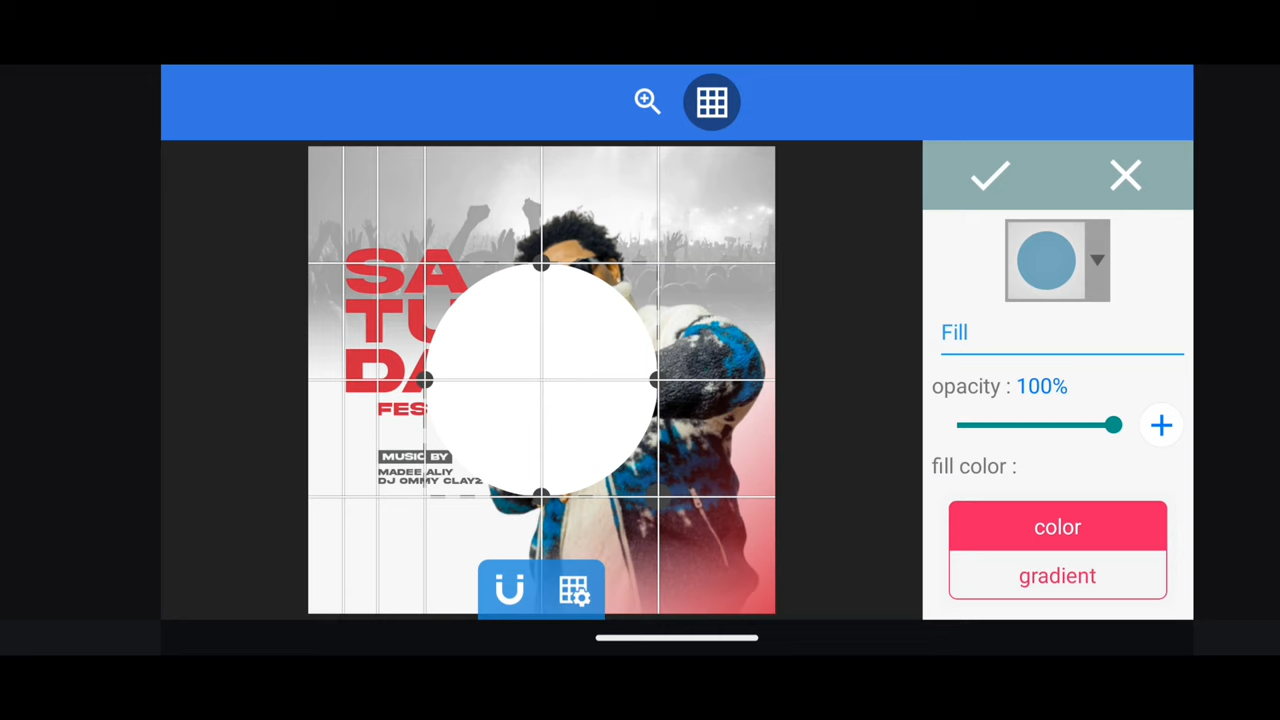 SA
TU
DA
FES
MUSIC BY
MADEE ALIY
DJ OMMY CLAYZ
Fill
opacity : 100%
fill color :
color
gradient